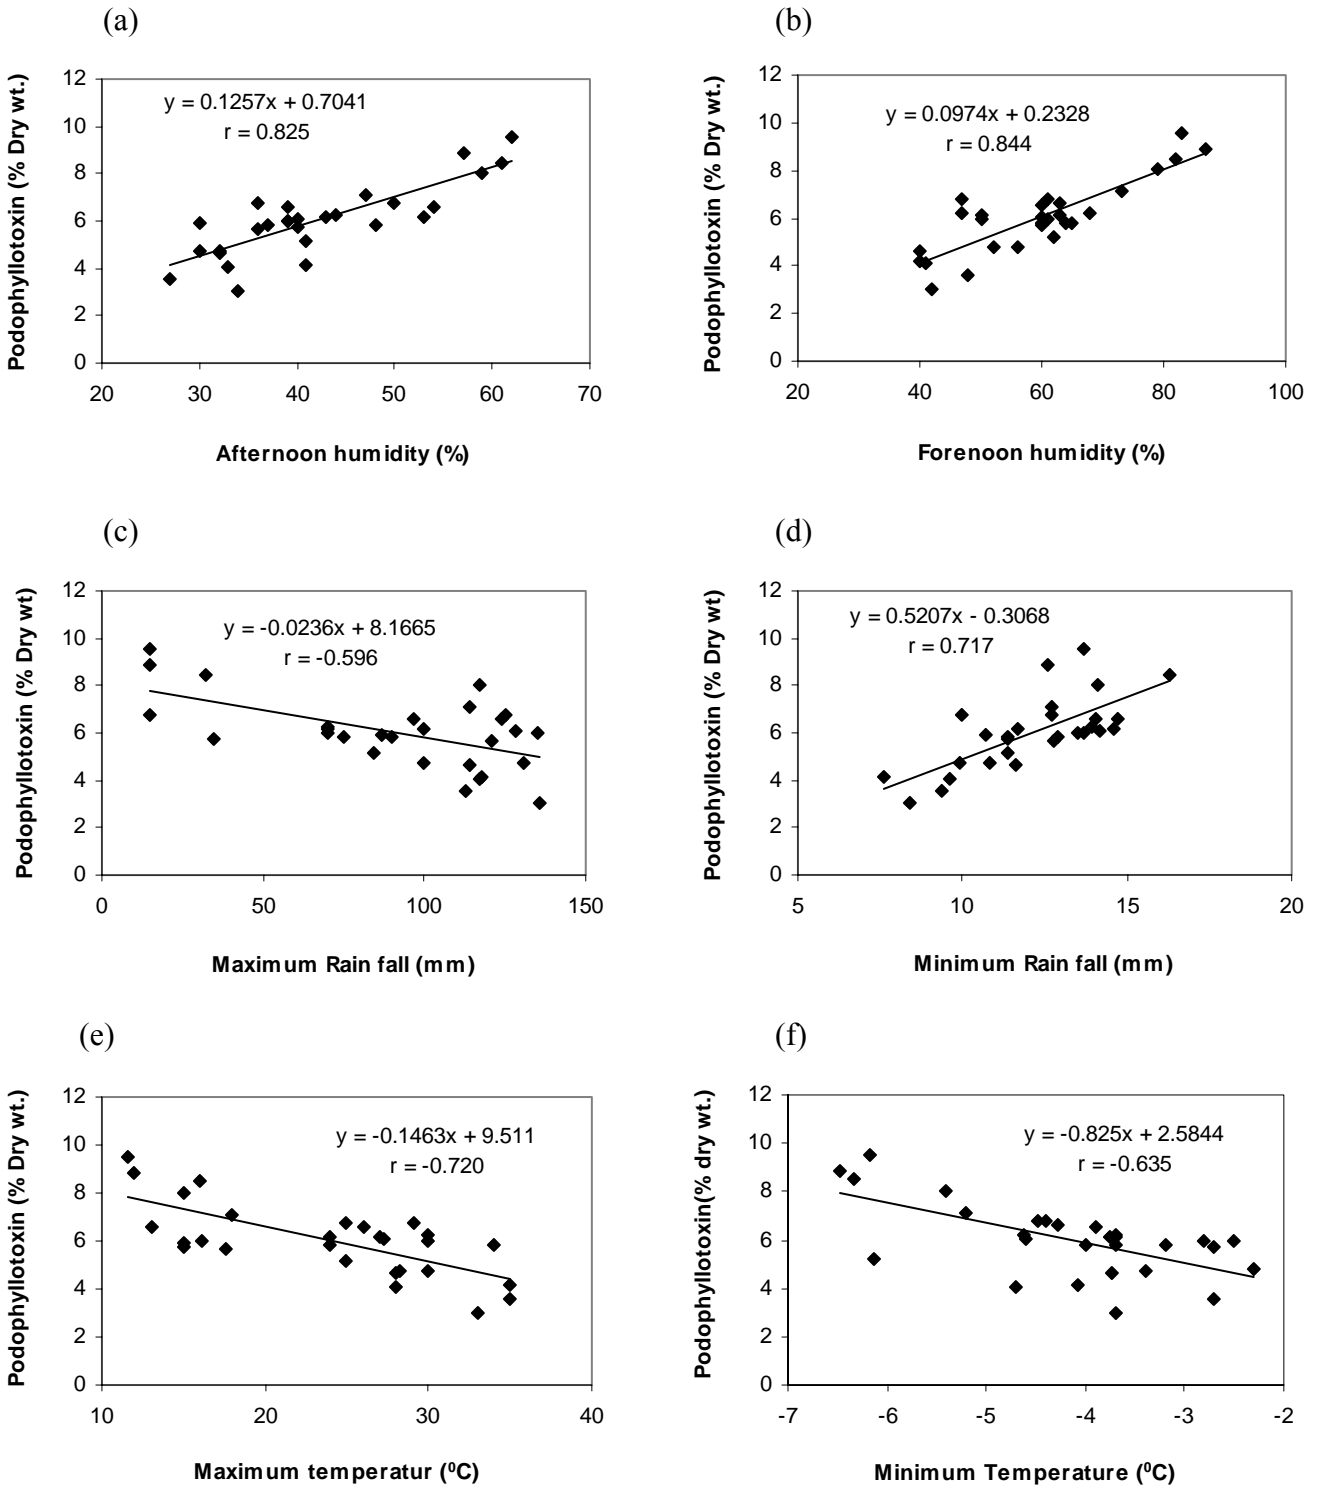 (a)
Podophyllotoxin (% Dry wt.)
12
10
8
6
4
2
0
y = 0.1257x + 0.7041
r = 0.825
20 30 40 50 60 70
Afternoon humidity (%)
(b)
Podophyllotoxin (% Dry wt.)
12
10
8
6
4
2
0
y = 0.0974x + 0.2328
r = 0.844
20 40 60 80 100
Forenoon humidity (%)
(c)
Podophyllotoxin (% Dry wt)
12
10
8
6
4
2
0
y = -0.0236x + 8.1665
r = -0.596
0 50 100 150
Maximum Rain fall (mm)
(d)
Podophyllotoxin (% Dry wt)
12
10
8
6
4
2
0
y = 0.5207x - 0.3068
r = 0.717
5 10 15 20
Minimum Rain fall (mm)
(e)
Podophyllotoxin (% Dry wt.)
12
10
8
6
4
2
0
y = -0.1463x + 9.511
r = -0.720
10 20 30 40
Maximum temperatur (⁰C)
(f)
Podophyllotoxin(% dry wt.)
12
10
8
6
4
2
0
y = -0.825x + 2.5844
r = -0.635
-7 -6 -5 -4 -3 -2
Minimum Temperature (⁰C)